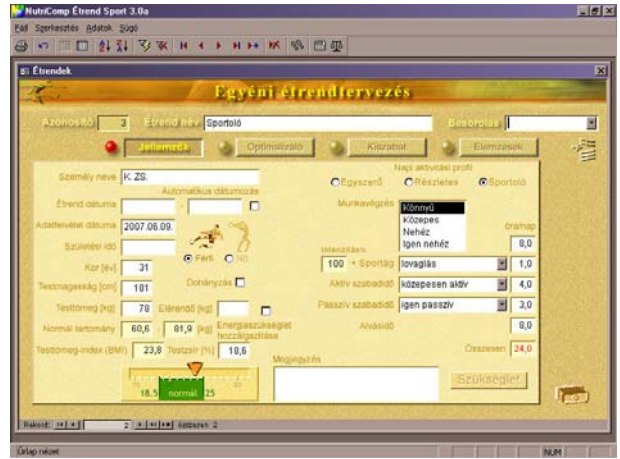 NutriComp Étrend Sport 3.0a
Fájl Szerkesztés Adatok Súgó
Étrendek
Egyéni étrendtervezés
Azonosító 3 Étrend név Sportoló Besorolás
Jellemzők Optimalizáló Kiszabat Elemzések
Személy neve K. ZS.
Automatikus dátumozás
Étrend dátuma -
Adatfelvétel dátuma 2007.06.09.
Születési idő
Férfi Nő
Kor [év] 31
Dohányzás
Testmagasság [cm] 181
Testtömeg [kg] 78 Elérendő [kg]
Normál tartomány 60,6 - 81,9 [kg] Energiaszükséglet hozzáigazítása
Testtömeg-index (BMI) 23,8 Testzsír [%] 18,6
18.5 normál 25
Napi aktivitási profil
Egyszerű Részletes Sportoló
Munkavégzés
Könnyű
Közepes
Nehéz
Igen nehéz
óra/nap
8,0
Intenzitás%
100 * Sportág lovaglás 1,0
Aktív szabadidő közepesen aktív 4,0
Passzív szabadidő igen passzív 3,0
Alvásidő 8,0
Összesen 24,0
Megjegyzés
Szükséglet
Rekord: 2 összesen 2
Űrlap nézet NUM